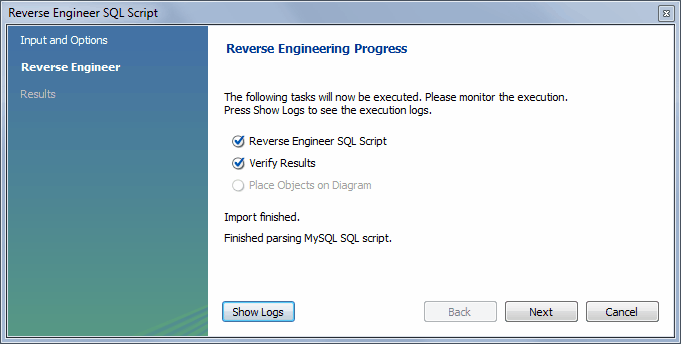 Reverse Engineer SQL Script
Input and Options
Reverse Engineer
Results
Reverse Engineering Progress
The following tasks will now be executed. Please monitor the execution.
Press Show Logs to see the execution logs.
Reverse Engineer SQL Script
Verify Results
Place Objects on Diagram
Import finished.
Finished parsing MySQL SQL script.
Show Logs
Back
Next
Cancel